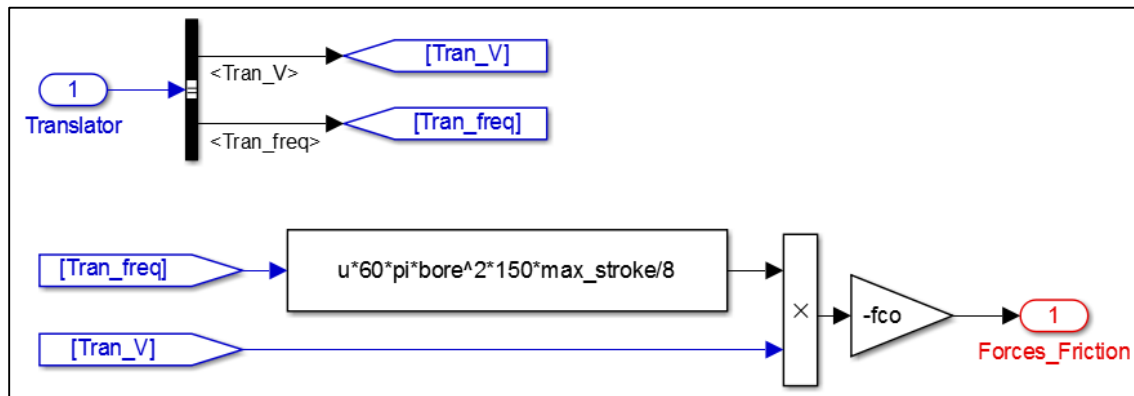 [Tran_V]
<Tran_V>
1
Translator
[Tran_freq]
<Tran_freq>
[Tran_freq]
u*60*pi*bore^2*150*max_stroke/8
×
-fco
1
[Tran_V]
Forces_Friction